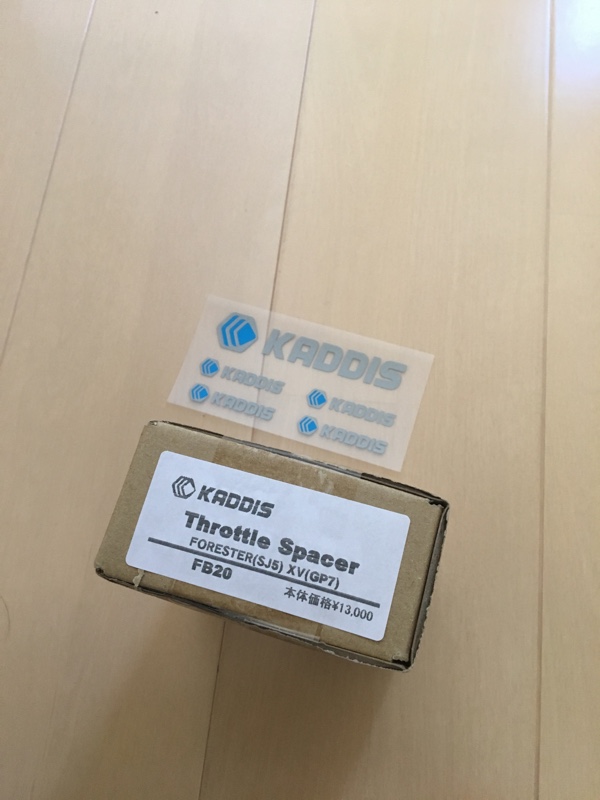 KADDIS
KADDIS
KADDIS
KADDIS
KADDIS
KADDIS
Throttle Spacer
FORESTER(SJ5) XV(GP7)
FB20
本体価格¥13,000